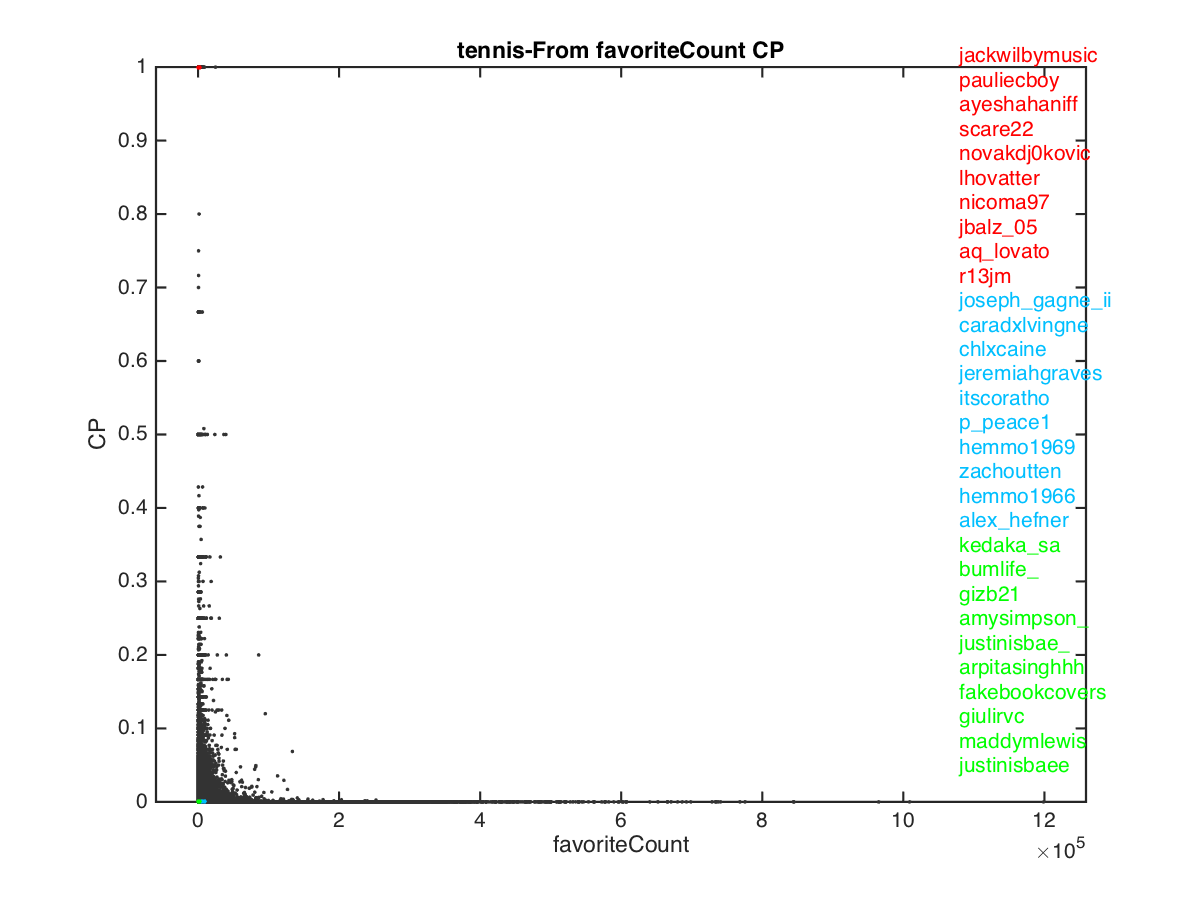 tennis-From favoriteCount CP
jackwilbymusic
pauliecboy
ayeshahaniff
scare22
novakdj0kovic
lhovatter
nicoma97
jbalz_05
aq_lovato
r13jm
joseph_gagne_ii
caradxlvingne
chlxcaine
jeremiahgraves
itscoratho
p_peace1
hemmo1969
zachoutten
hemmo1966
alex_hefner
kedaka_sa
bumlife_
gizb21
amysimpson_
justinisbae_
arpitasinghhh
fakebookcovers
giulirvc
maddymlewis
justinisbaee
1
0.9
0.8
0.7
0.6
0.5
0.4
0.3
0.2
0.1
0
CP
0 2 4 6 8 10 12
favoriteCount
×10^5